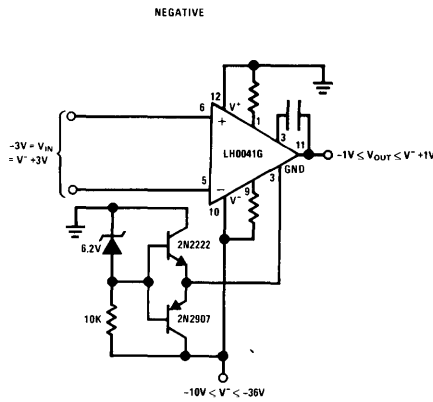 NEGATIVE
12
V+
6
+
1
3
-3V = VIN
= V- +3V
LH0041G
11
-1V ≤ VOUT ≤ V- +1V
3
GND
5
-
9
10
V-
6.2V
2N2222
2N2907
10K
-10V < V- < -36V